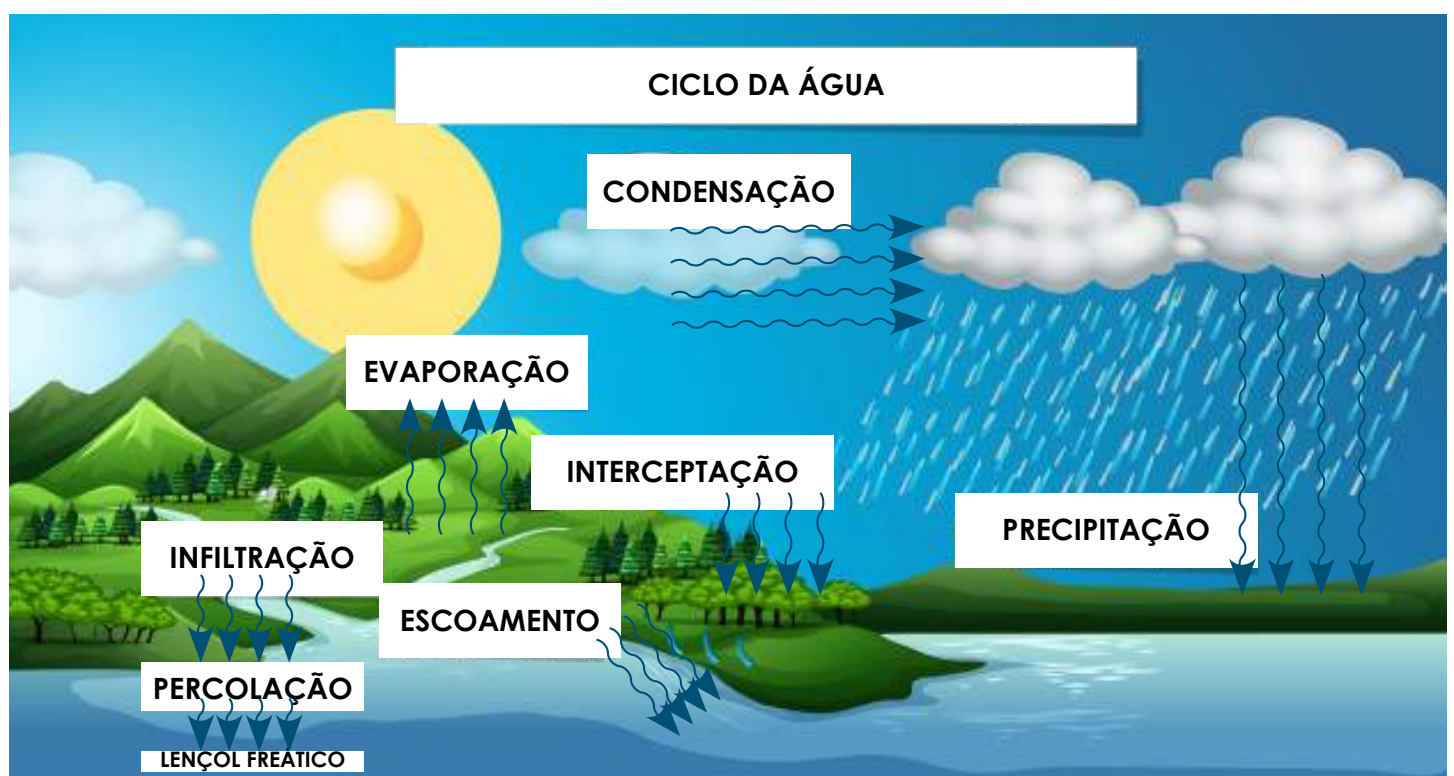 CICLO DA ÁGUA
CONDENSAÇÃO
EVAPORAÇÃO
INTERCEPTAÇÃO
PRECIPITAÇÃO
INFILTRAÇÃO
ESCOAMENTO
PERCOLAÇÃO
LENÇOL FREÁTICO